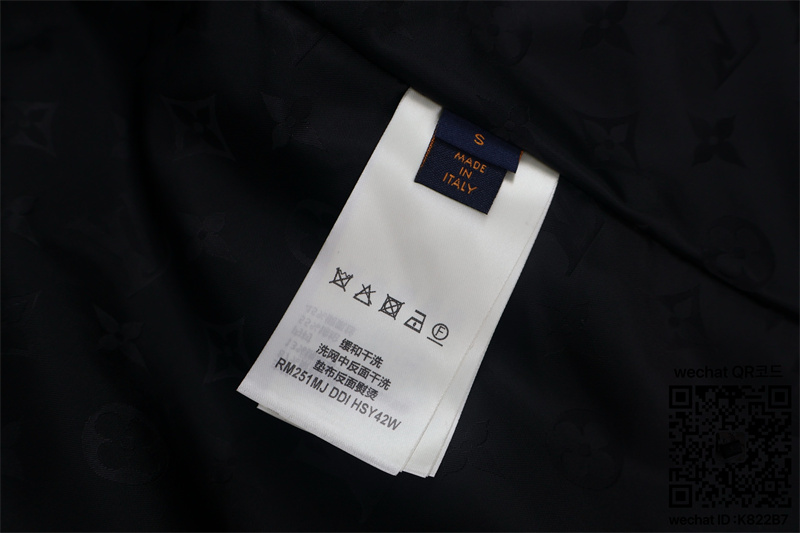 S
MADE
IN
ITALY
缓和干洗
洗网中反面干洗
垫布反面熨烫
RM251MJ DDI HSY42W
wechat QR코드
wechat ID :K822B7